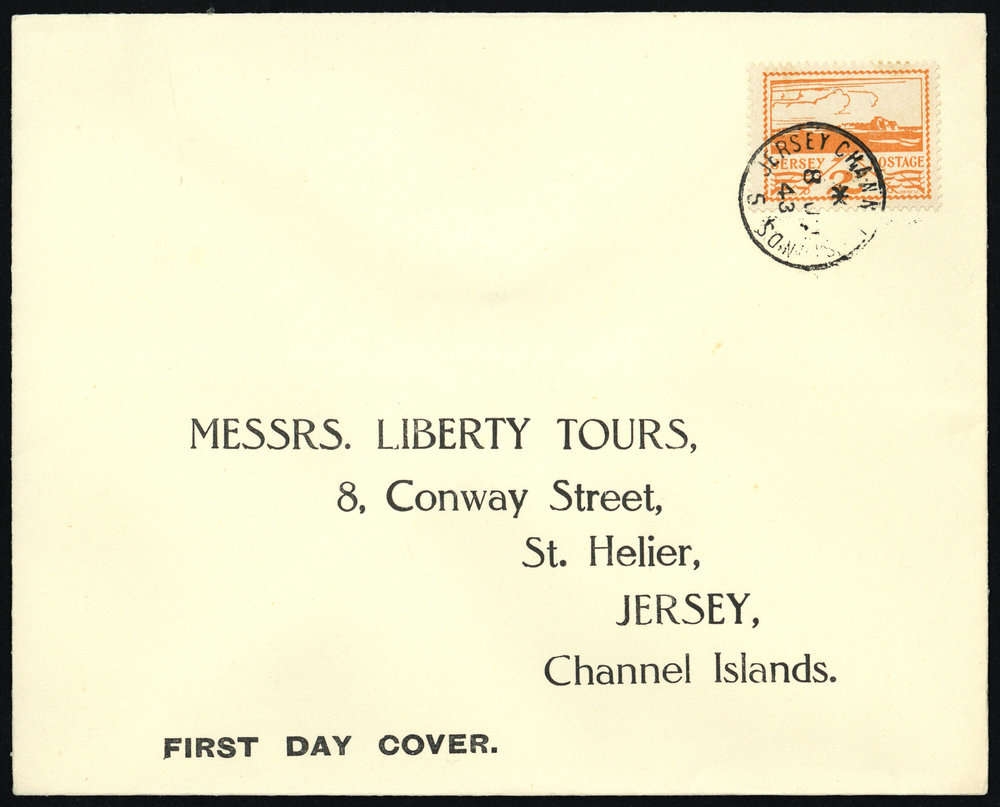 JERSEY POSTAGE
2
JERSEY CHAN
8
43
MESSRS. LIBERTY TOURS,
8, Conway Street,
St. Helier,
JERSEY,
Channel Islands.
FIRST DAY COVER.